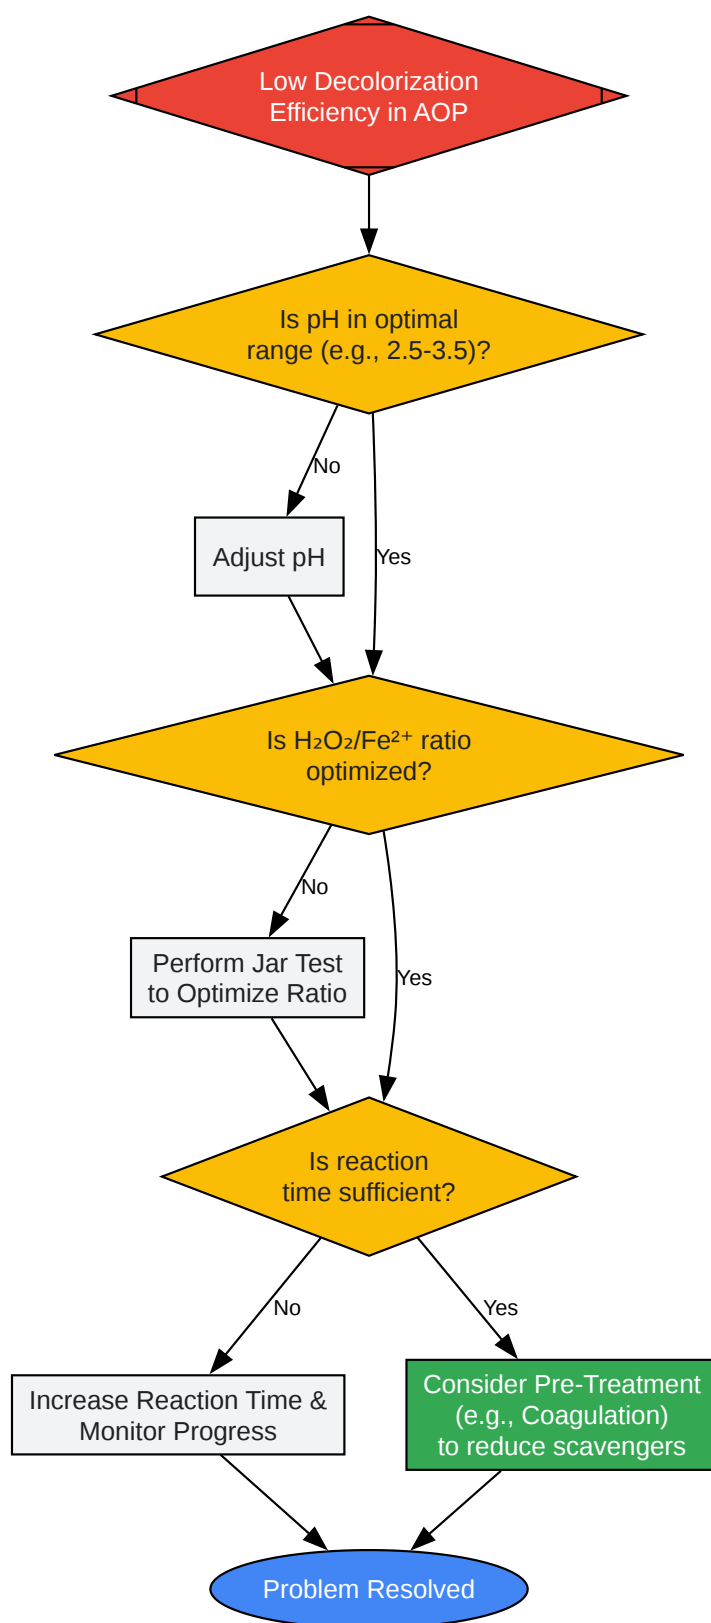 Low Decolorization
Efficiency in AOP
Is pH in optimal
range (e.g., 2.5-3.5)?
No
Adjust pH
Yes
Is H₂O₂/Fe²⁺ ratio
optimized?
No
Perform Jar Test
to Optimize Ratio
Yes
Is reaction
time sufficient?
No
Yes
Increase Reaction Time &
Monitor Progress
Consider Pre-Treatment
(e.g., Coagulation)
to reduce scavengers
Problem Resolved